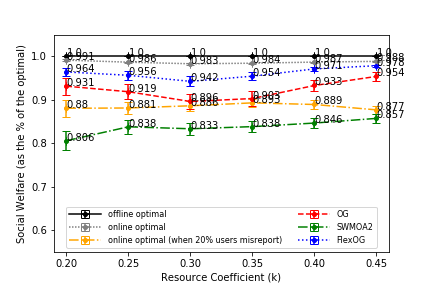 Social Welfare (as the % of the optimal)
1.0
0.9
0.8
0.7
0.6
1.0 1.0 1.0 1.0 1.0
0.991 0.986 0.983 0.984 0.987 0.988
0.964 0.956 0.942 0.954 0.971 0.978
0.931 0.919 0.896 0.903 0.933 0.954
0.88 0.881 0.886 0.893 0.889 0.877
0.806 0.838 0.833 0.838 0.846 0.857
offline optimal
online optimal
online optimal (when 20% users misreport)
OG
SWMOA2
FlexOG
0.20 0.25 0.30 0.35 0.40 0.45
Resource Coefficient (k)